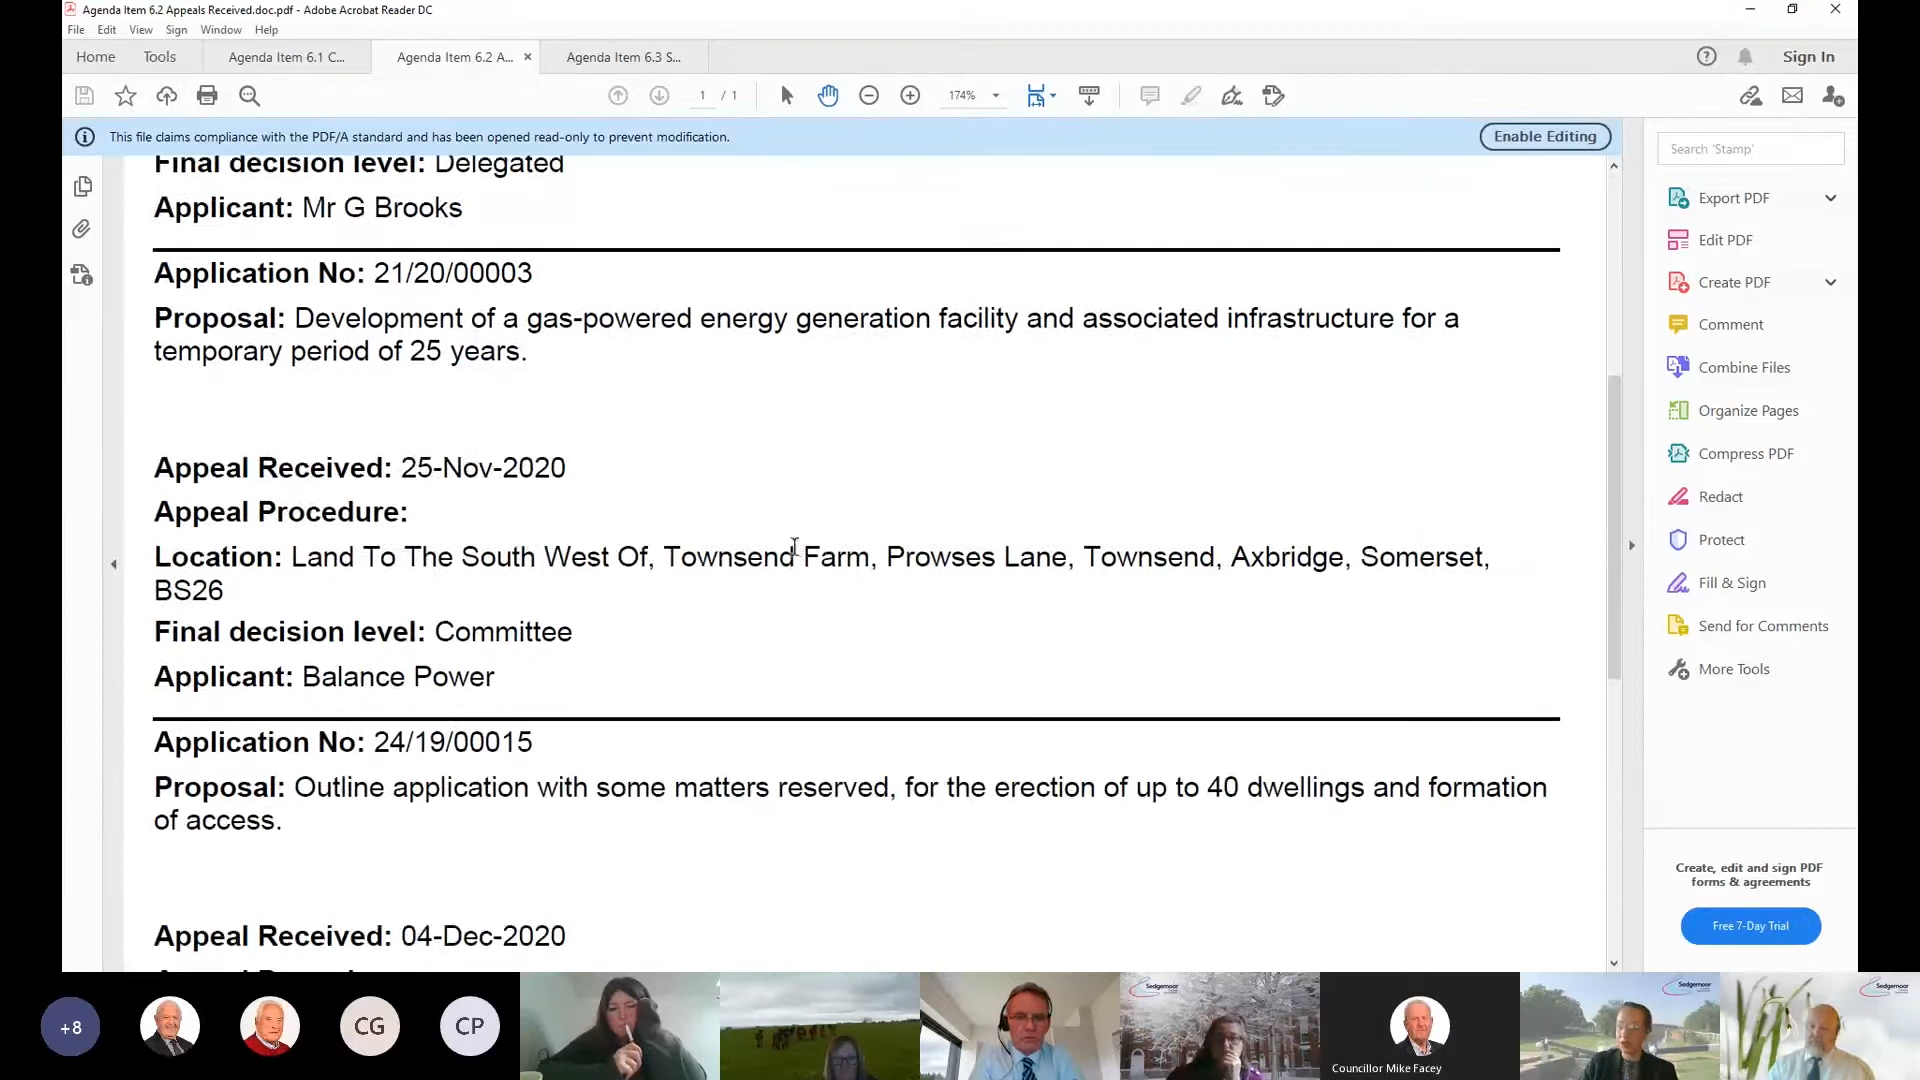 Agenda Item 6.2 Appeals Received.doc.pdf - Adobe Acrobat Reader DC
File Edit View Sign Window Help
Home Tools Agenda Item 6.1 C... Agenda Item 6.2 A... Agenda Item 6.3 S... Sign In
1 / 1 174%
This file claims compliance with the PDF/A standard and has been opened read-only to prevent modification. Enable Editing
Final decision level: Delegated
Applicant: Mr G Brooks
Application No: 21/20/00003
Proposal: Development of a gas-powered energy generation facility and associated infrastructure for a
temporary period of 25 years.
Appeal Received: 25-Nov-2020
Appeal Procedure:
Location: Land To The South West Of, Townsend Farm, Prowses Lane, Townsend, Axbridge, Somerset,
BS26
Final decision level: Committee
Applicant: Balance Power
Application No: 24/19/00015
Proposal: Outline application with some matters reserved, for the erection of up to 40 dwellings and formation
of access.
Appeal Received: 04-Dec-2020
Search 'Stamp'
Export PDF
Edit PDF
Create PDF
Comment
Combine Files
Organize Pages
Compress PDF
Redact
Protect
Fill & Sign
Send for Comments
More Tools
Create, edit and sign PDF
forms & agreements
Free 7-Day Trial
+8
CG
CP
Sedgemoor
Councillor Mike Facey
Sedgemoor
Sedgemoor